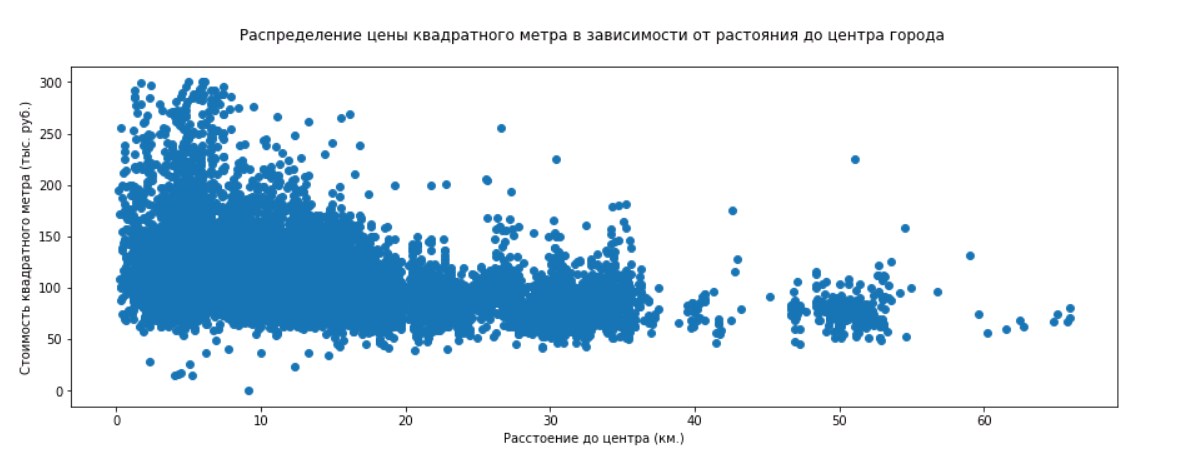 Распределение цены квадратного метра в зависимости от растояния до центра города
Стоимость квадратного метра (тыс. руб.)
300
250
200
150
100
50
0
0 10 20 30 40 50 60
Расстоение до центра (км.)